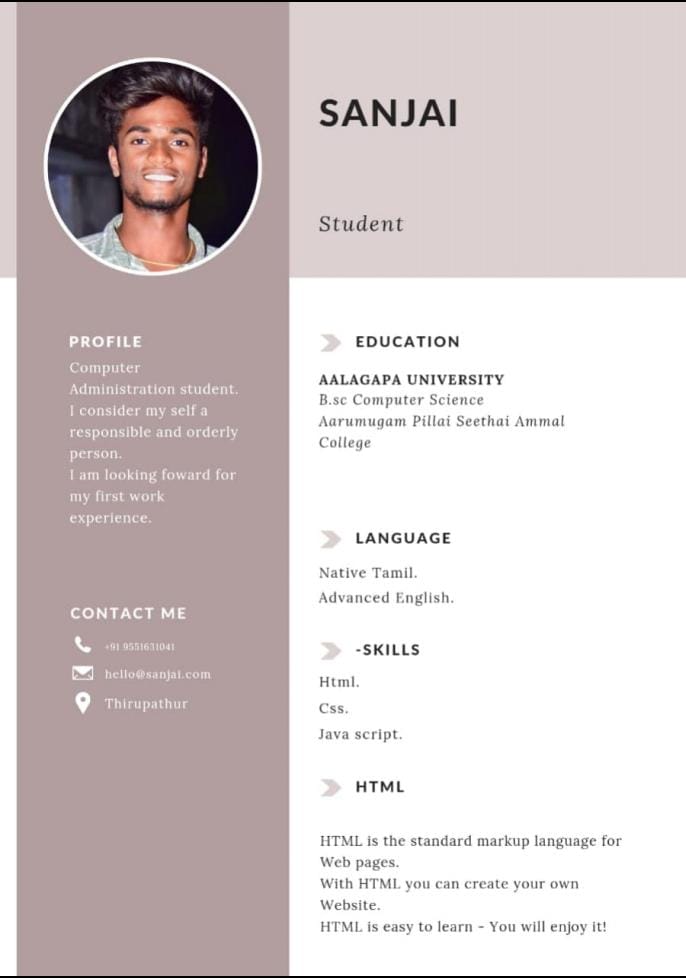 SANJAI
Student
PROFILE
Computer
Administration student.
I consider my self a
responsible and orderly
person.
I am looking foward for
my first work
experience.
CONTACT ME
+91 9551631041
hello@sanjai.com
Thirupathur
EDUCATION
AALAGAPA UNIVERSITY
B.sc Computer Science
Aarumugam Pillai Seethai Ammal
College
LANGUAGE
Native Tamil.
Advanced English.
-SKILLS
Html.
Css.
Java script.
HTML
HTML is the standard markup language for
Web pages.
With HTML you can create your own
Website.
HTML is easy to learn - You will enjoy it!